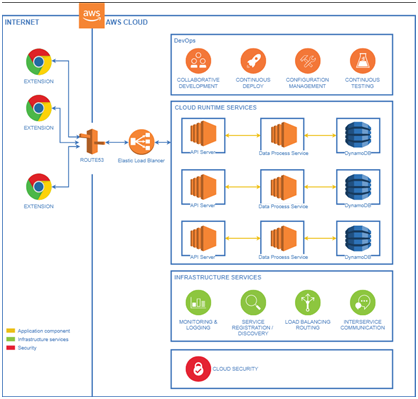 aws
INTERNET
AWS CLOUD
DevOps
COLLABORATIVE
DEVELOPMENT
CONTINUOUS
DEPLOY
CONFIGURATION
MANAGEMENT
CONTINUOUS
TESTING
EXTENSION
EXTENSION
EXTENSION
ROUTE53
Elastic Load Blanner
CLOUD RUNTIME SERVICES
API Server
Data Process Service
DynamoDB
API Server
Data Process Service
DynamoDB
API Server
Data Process Service
DynamoDB
INFRASTRUCTURE SERVICES
MONITORING &
LOGGING
SERVICE
REGISTRATION /
DISCOVERY
LOAD BALANCING
ROUTING
INTERSERVICE
COMMUNICATION
Application component
Infrastructure services
Security
CLOUD SECURITY